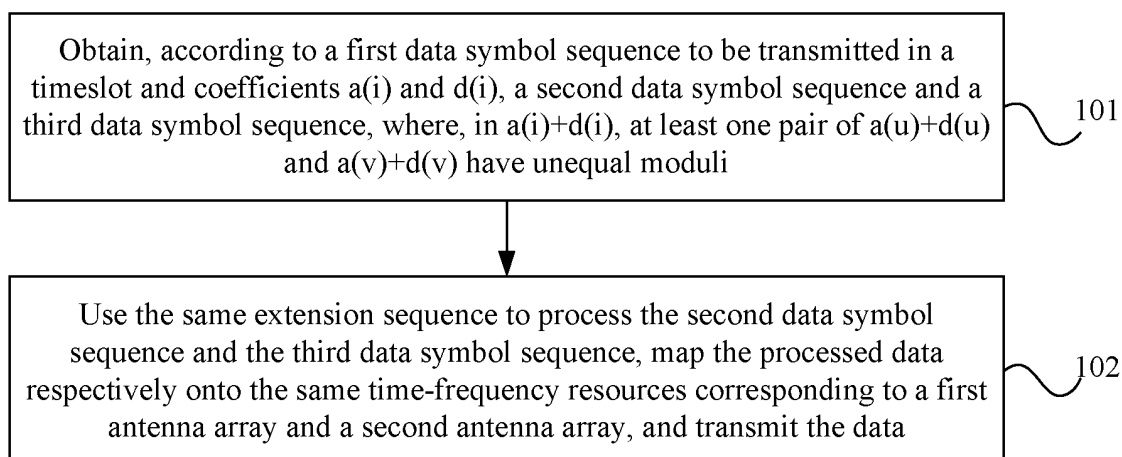 Obtain, according to a first data symbol sequence to be transmitted in a
timeslot and coefficients a(i) and d(i), a second data symbol sequence and a
third data symbol sequence, where, in a(i)+d(i), at least one pair of a(u)+d(u)
and a(v)+d(v) have unequal moduli
101
Use the same extension sequence to process the second data symbol
sequence and the third data symbol sequence, map the processed data
respectively onto the same time-frequency resources corresponding to a first
antenna array and a second antenna array, and transmit the data
102